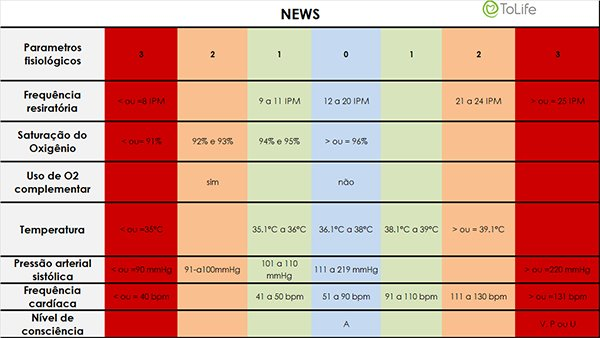 NEWS
ToLife
Parametros fisiológicos 3 2 1 0 1 2 3
Frequência respiratória < ou =8 IPM 9 a 11 IPM 12 a 20 IPM 21 a 24 IPM > ou = 25 IPM
Saturação do Oxigênio < ou = 91% 92% e 93% 94% e 95% > ou = 96%
Uso de O2 complementar sim não
Temperatura < ou =35°C 35.1°C a 36°C 36.1°C a 38°C 38.1°C a 39°C > ou = 39.1°C
Pressão arterial sistólica < ou =90 mmHg 91-a100mmHg 101 a 110 mmHg 111 a 219 mmHg > ou =220 mmHg
Frequência cardíaca < ou = 40 bpm 41 a 50 bpm 51 a 90 bpm 91 a 110 bpm 111 a 130 bpm > ou =131 bpm
Nível de consciência A V, P ou U